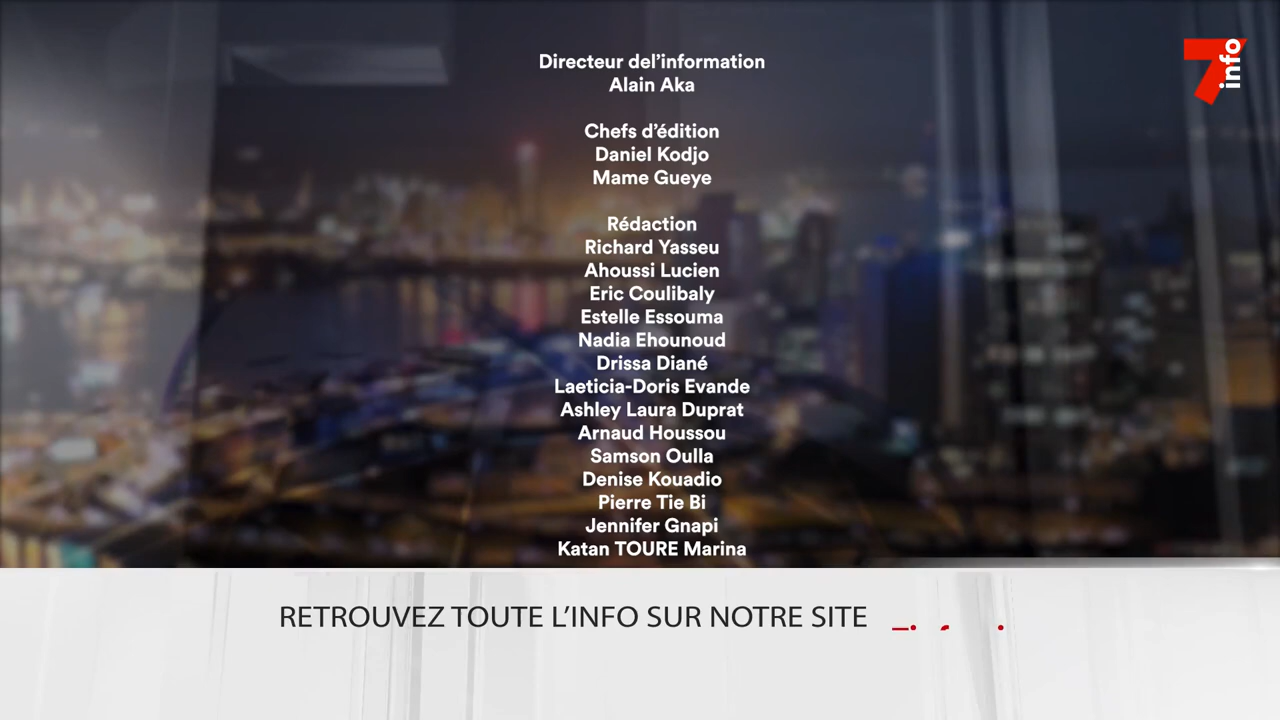 7info
Directeur del’information
Alain Aka
Chefs d’édition
Daniel Kodjo
Mame Gueye
Rédaction
Richard Yasseu
Ahoussi Lucien
Eric Coulibaly
Estelle Essouma
Nadia Ehounoud
Drissa Diané
Laeticia-Doris Evande
Ashley Laura Duprat
Arnaud Houssou
Samson Oulla
Denise Kouadio
Pierre Tie Bi
Jennifer Gnapi
Katan TOURE Marina
RETROUVEZ TOUTE L’INFO SUR NOTRE SITE